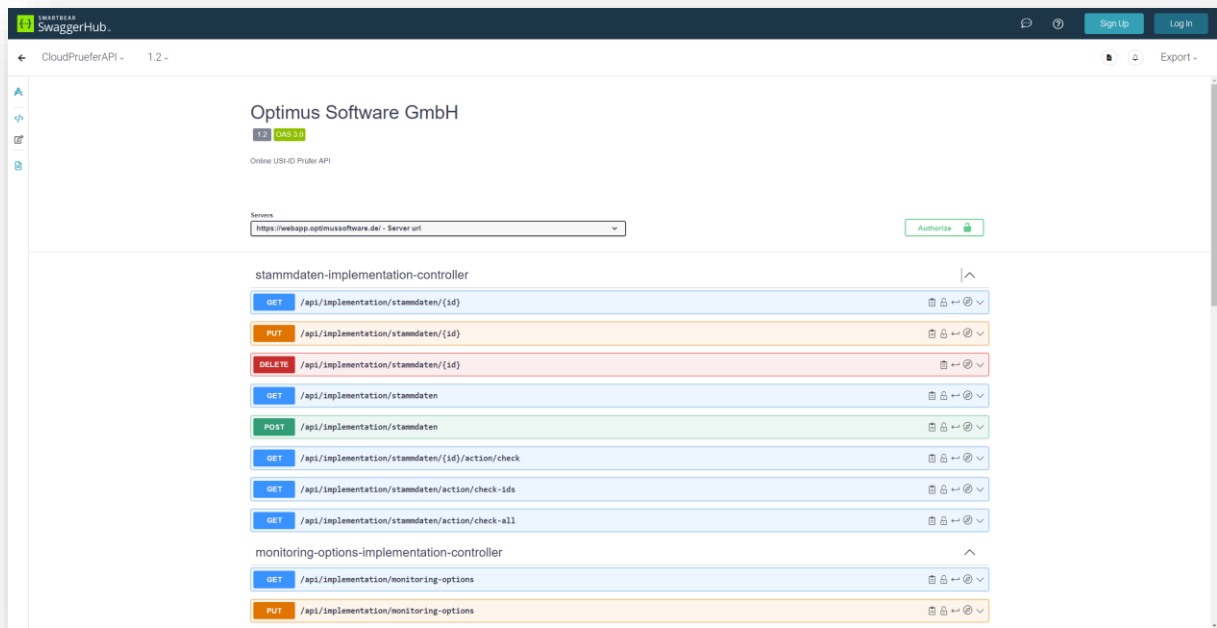 SMARTBEAR
SwaggerHub
Sign Up
Log In
CloudPrueferAPI
1.2
Export
Optimus Software GmbH
1.2 OAS 3.0
Online USt-ID Prüfer API
Servers
https://webapp.optimussoftware.de/ - Server url
Authorize
stammdaten-implementation-controller
GET /api/implementation/stammdaten/{id}
PUT /api/implementation/stammdaten/{id}
DELETE /api/implementation/stammdaten/{id}
GET /api/implementation/stammdaten
POST /api/implementation/stammdaten
GET /api/implementation/stammdaten/{id}/action/check
GET /api/implementation/stammdaten/action/check-ids
GET /api/implementation/stammdaten/action/check-all
monitoring-options-implementation-controller
GET /api/implementation/monitoring-options
PUT /api/implementation/monitoring-options